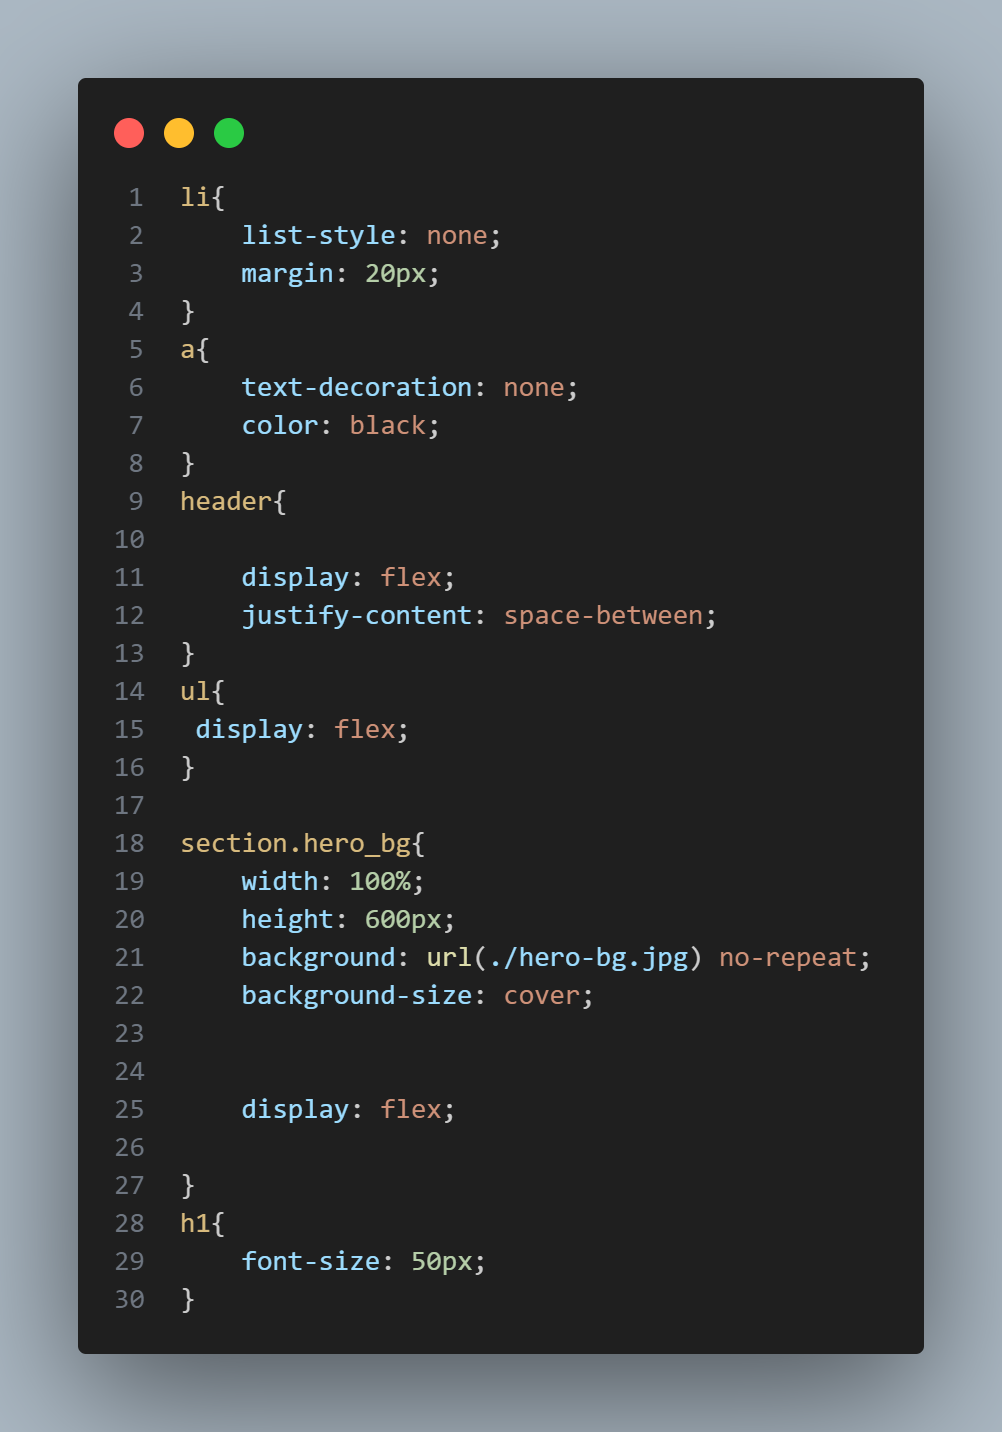 1 li{
2     list-style: none;
3     margin: 20px;
4 }
5 a{
6     text-decoration: none;
7     color: black;
8 }
9 header{
10
11     display: flex;
12     justify-content: space-between;
13 }
14 ul{
15  display: flex;
16 }
17
18 section.hero_bg{
19     width: 100%;
20     height: 600px;
21     background: url(./hero-bg.jpg) no-repeat;
22     background-size: cover;
23
24
25     display: flex;
26
27 }
28 h1{
29     font-size: 50px;
30 }